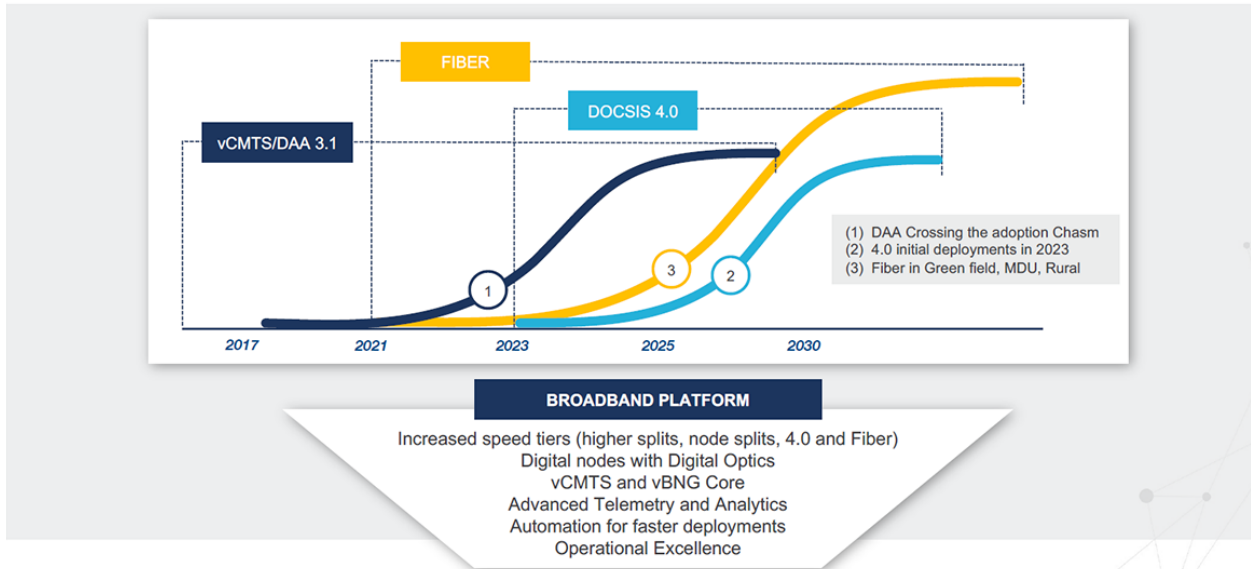 FIBER
DOCSIS 4.0
vCMTS/DAA 3.1
(1) DAA Crossing the adoption Chasm
(2) 4.0 initial deployments in 2023
(3) Fiber in Green field, MDU, Rural
3
2
1
2017 2021 2023 2025 2030
BROADBAND PLATFORM
Increased speed tiers (higher splits, node splits, 4.0 and Fiber)
Digital nodes with Digital Optics
vCMTS and vBNG Core
Advanced Telemetry and Analytics
Automation for faster deployments
Operational Excellence